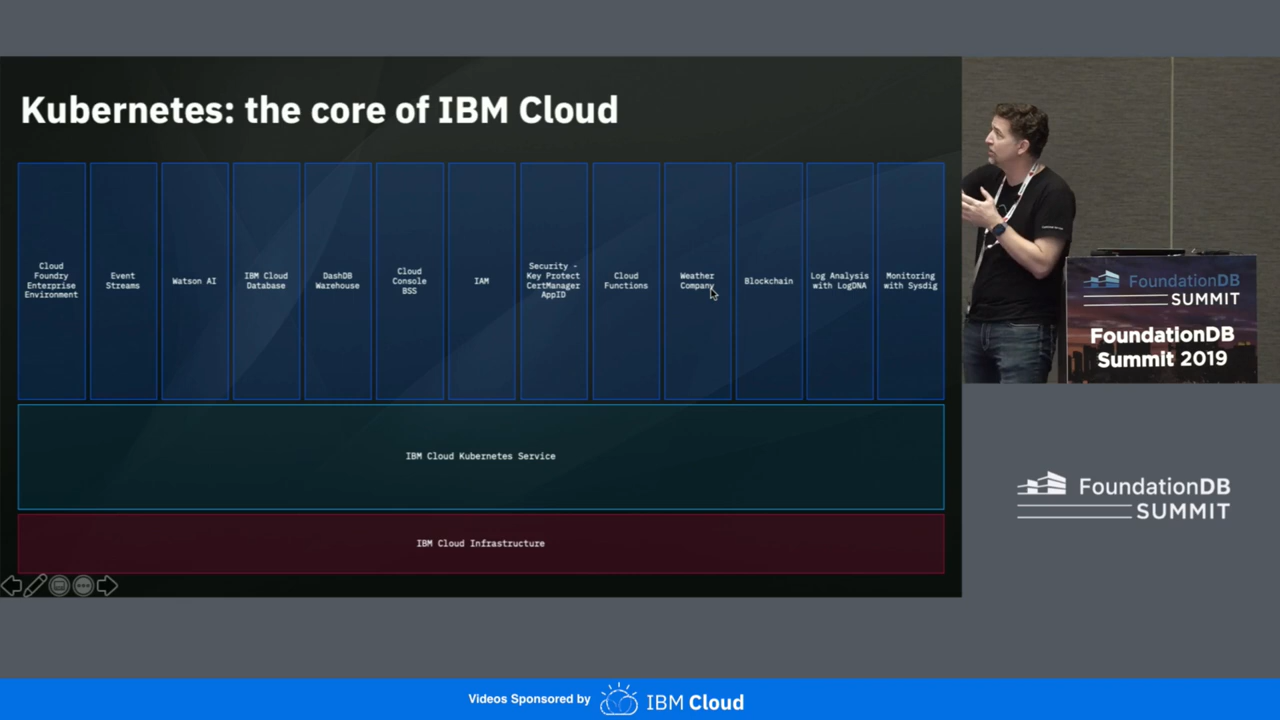 Kubernetes: the core of IBM Cloud
Cloud
Foundry
Enterprise
Environment
Event
Streams
Watson AI
IBM Cloud
Database
DashDB
Warehouse
Cloud
Console
BSS
IAM
Security -
Key Protect
CertManager
AppID
Cloud
Functions
Weather
Company
Blockchain
Log Analysis
with LogDNA
Monitoring
with Sysdig
IBM Cloud Kubernetes Service
IBM Cloud Infrastructure
FoundationDB
SUMMIT
FoundationDB
Summit 2019
FoundationDB
SUMMIT
Videos Sponsored by IBM Cloud